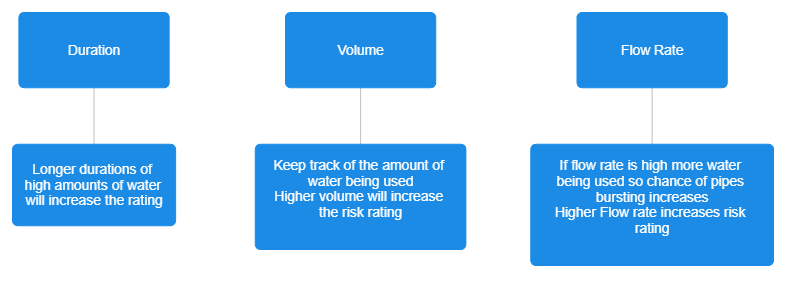 Duration
Volume
Flow Rate
Longer durations of
high amounts of water
will increase the rating
Keep track of the amount of
water being used
Higher volume will increase
the risk rating
If flow rate is high more water
being used so chance of pipes
bursting increases
Higher Flow rate increases risk
rating